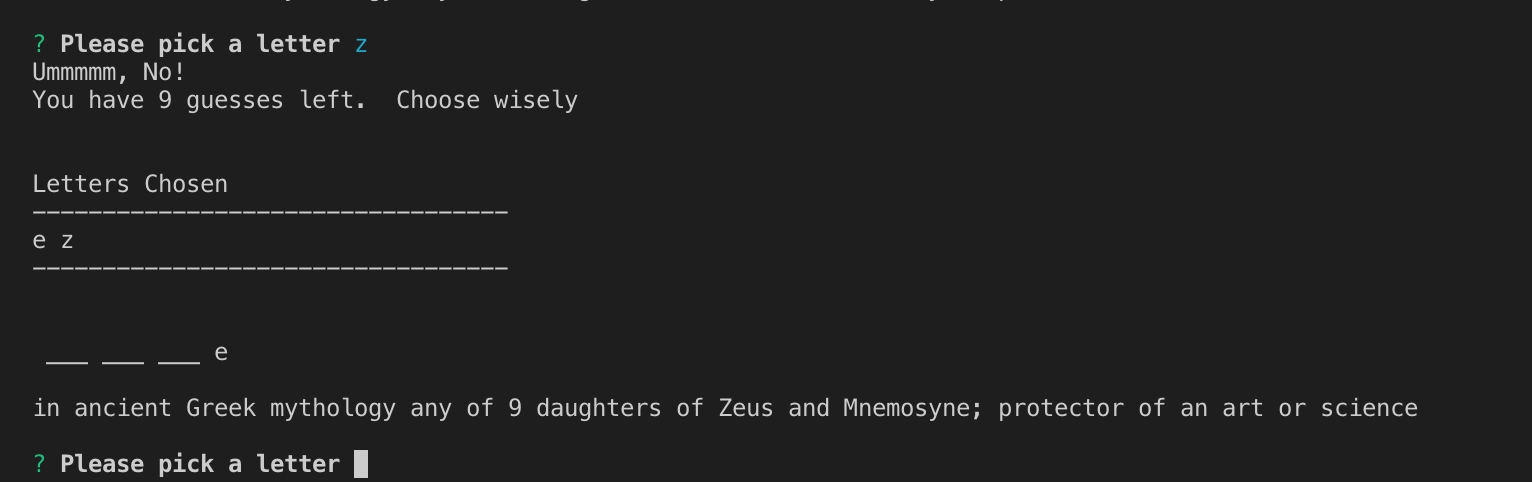 ? Please pick a letter z
Ummmmm, No!
You have 9 guesses left.  Choose wisely
Letters Chosen
----------------------------------
e z
----------------------------------
___ ___ ___ e
in ancient Greek mythology any of 9 daughters of Zeus and Mnemosyne; protector of an art or science
? Please pick a letter